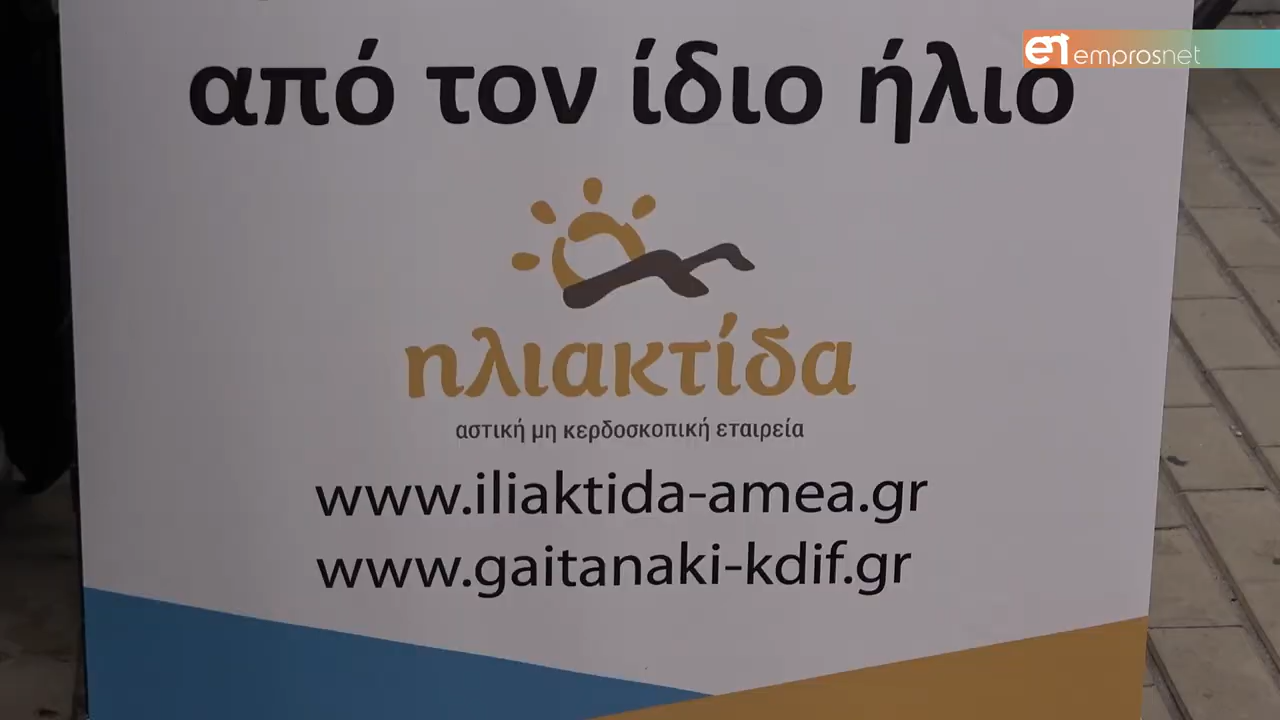 από τον ίδιο ήλιο
emprosnet
ηλιακτίδα
αστική μη κερδοσκοπική εταιρεία
www.iliaktida-amea.gr
www.gaitanaki-kdif.gr